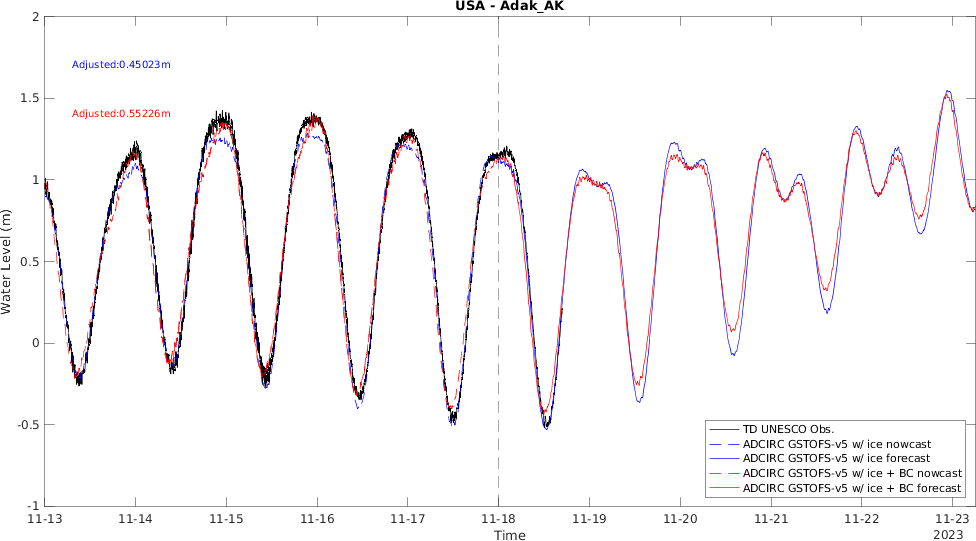 USA - Adak_AK
2
Adjusted:0.45023m
1.5
Adjusted:0.55226m
1
Water Level (m)
0.5
0
-0.5
-1
TD UNESCO Obs.
ADCIRC GSTOFS-v5 w/ ice nowcast
ADCIRC GSTOFS-v5 w/ ice forecast
ADCIRC GSTOFS-v5 w/ ice + BC nowcast
ADCIRC GSTOFS-v5 w/ ice + BC forecast
11-13 11-14 11-15 11-16 11-17 11-18 11-19 11-20 11-21 11-22 11-23
Time
2023